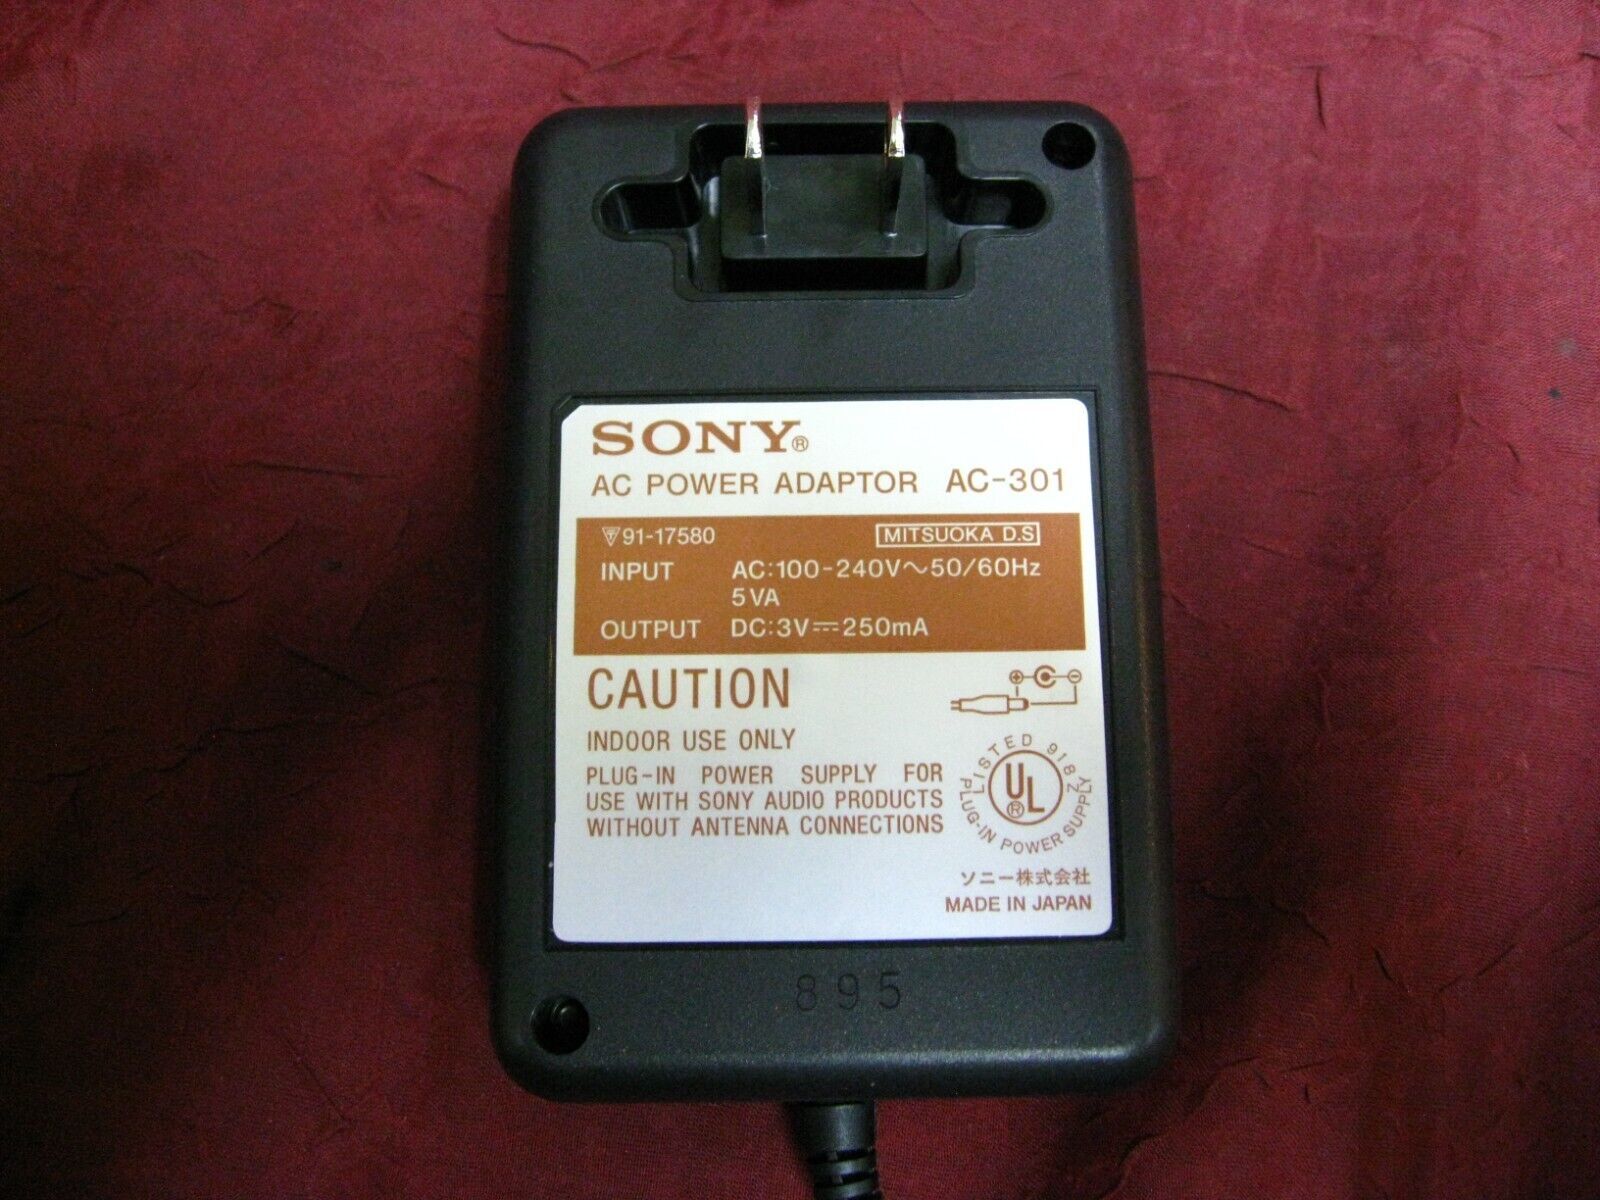 SONY®
AC POWER ADAPTOR AC-301
91-17580 MITSUOKA D.S
INPUT AC:100-240V～50/60Hz
5VA
OUTPUT DC:3V⎓250mA
CAUTION
INDOOR USE ONLY
PLUG-IN POWER SUPPLY FOR
USE WITH SONY AUDIO PRODUCTS
WITHOUT ANTENNA CONNECTIONS
LISTED 918Z
UL®
PLUG-IN POWER SUPPLY
ソニー株式会社
MADE IN JAPAN
895